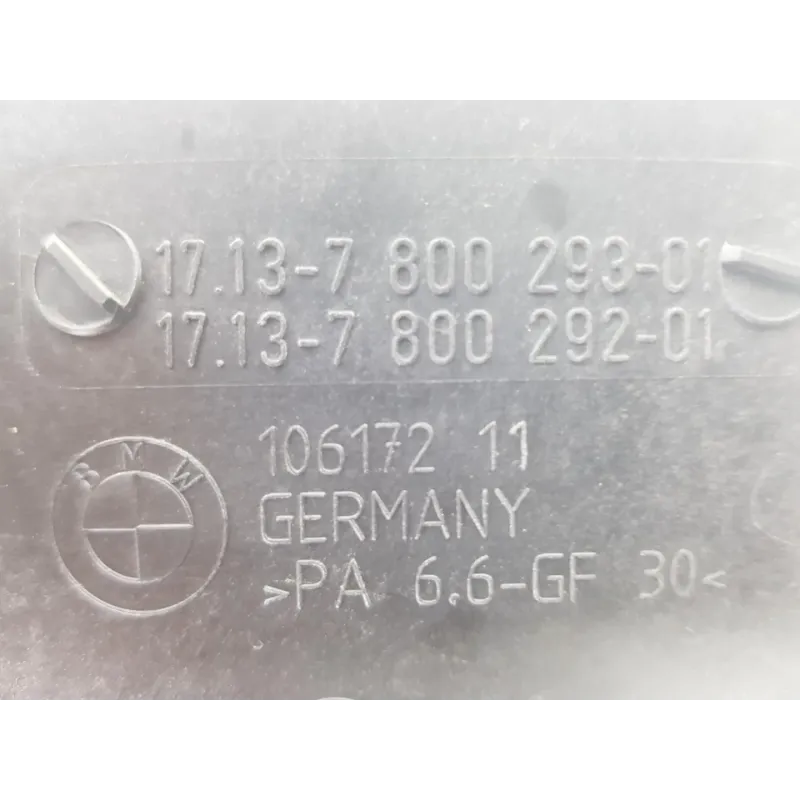 17.13-7 800 293-01
17.13-7 800 292-01
106172 11
BMW
GERMANY
>PA 6.6-GF 30<